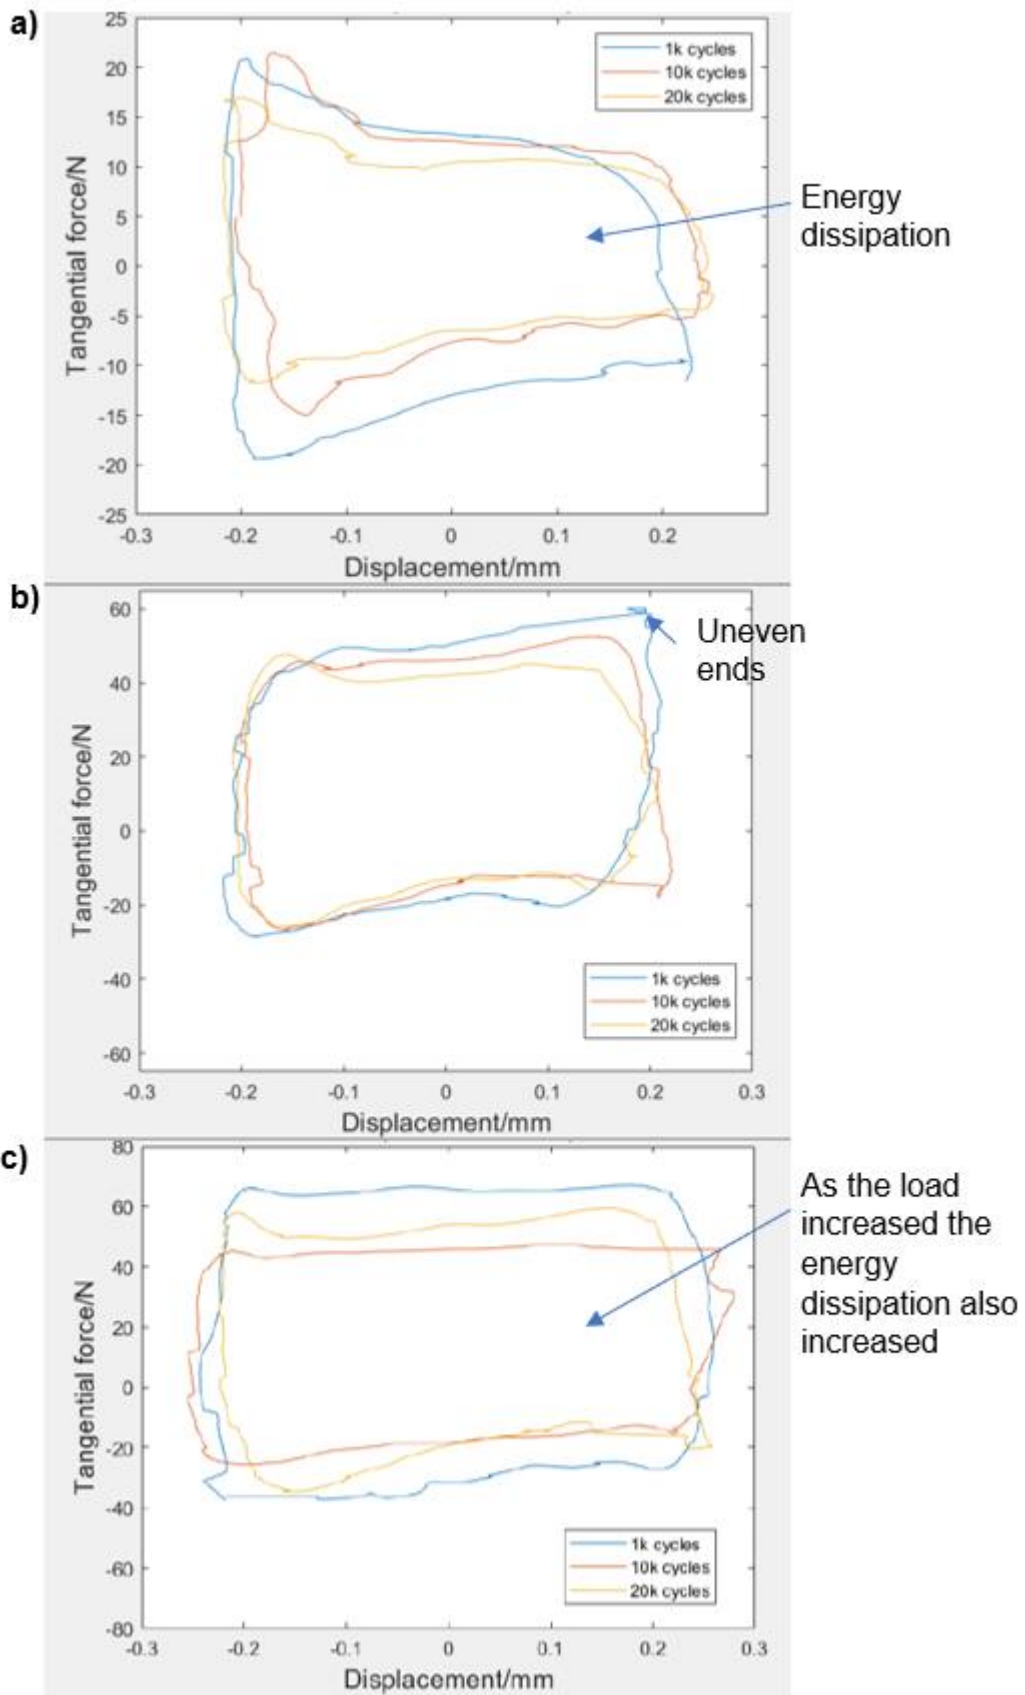 a)
25
20
15
10
5
0
-5
-10
-15
-20
-25
Tangential force/N
1k cycles
10k cycles
20k cycles
Energy
dissipation
-0.3 -0.2 -0.1 0 0.1 0.2
Displacement/mm
b)
60
40
20
0
-20
-40
-60
Tangential force/N
Uneven
ends
1k cycles
10k cycles
20k cycles
-0.3 -0.2 -0.1 0 0.1 0.2 0.3
Displacement/mm
c)
80
60
40
20
0
-20
-40
-60
-80
Tangential force/N
As the load
increased the
energy
dissipation also
increased
1k cycles
10k cycles
20k cycles
-0.3 -0.2 -0.1 0 0.1 0.2 0.3
Displacement/mm